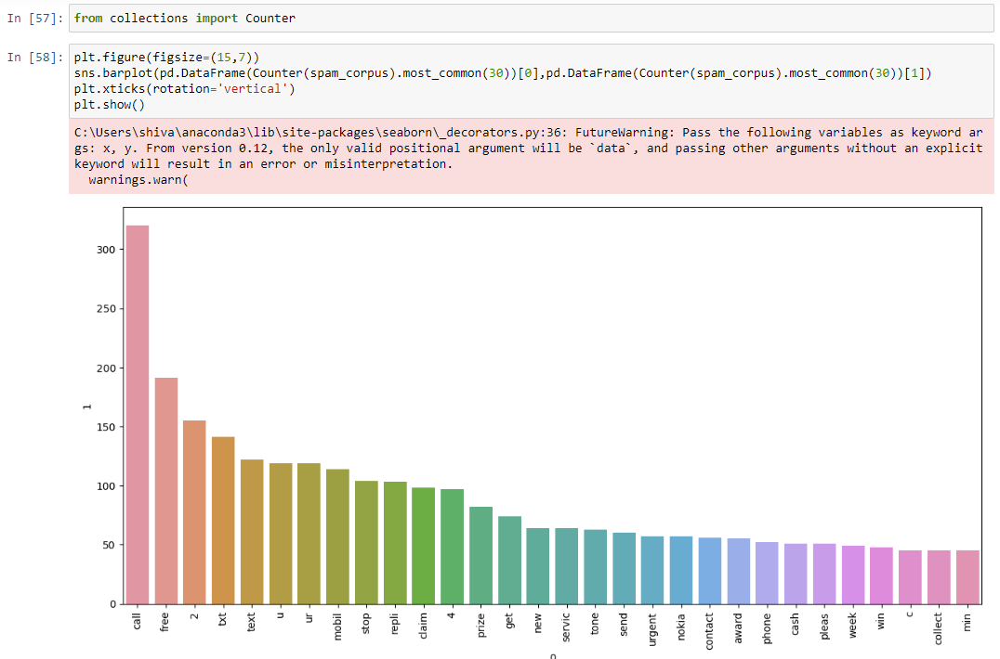 In [57]: from collections import Counter
In [58]: plt.figure(figsize=(15,7))
sns.barplot(pd.DataFrame(Counter(spam_corpus).most_common(30))[0],pd.DataFrame(Counter(spam_corpus).most_common(30))[1])
plt.xticks(rotation='vertical')
plt.show()
C:\Users\shiva\anaconda3\lib\site-packages\seaborn\_decorators.py:36: FutureWarning: Pass the following variables as keyword ar
gs: x, y. From version 0.12, the only valid positional argument will be `data`, and passing other arguments without an explicit
keyword will result in an error or misinterpretation.
  warnings.warn(
300
250
200
150
100
50
0
1
call
free
2
txt
text
u
ur
mobil
stop
repli
claim
4
prize
get
new
servic
tone
send
urgent
nokia
contact
award
phone
cash
pleas
week
win
c
collect
min
0